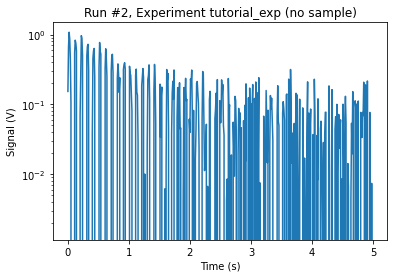 Run #2, Experiment tutorial_exp (no sample)
Signal (V)
10⁰
10⁻¹
10⁻²
0 1 2 3 4 5
Time (s)